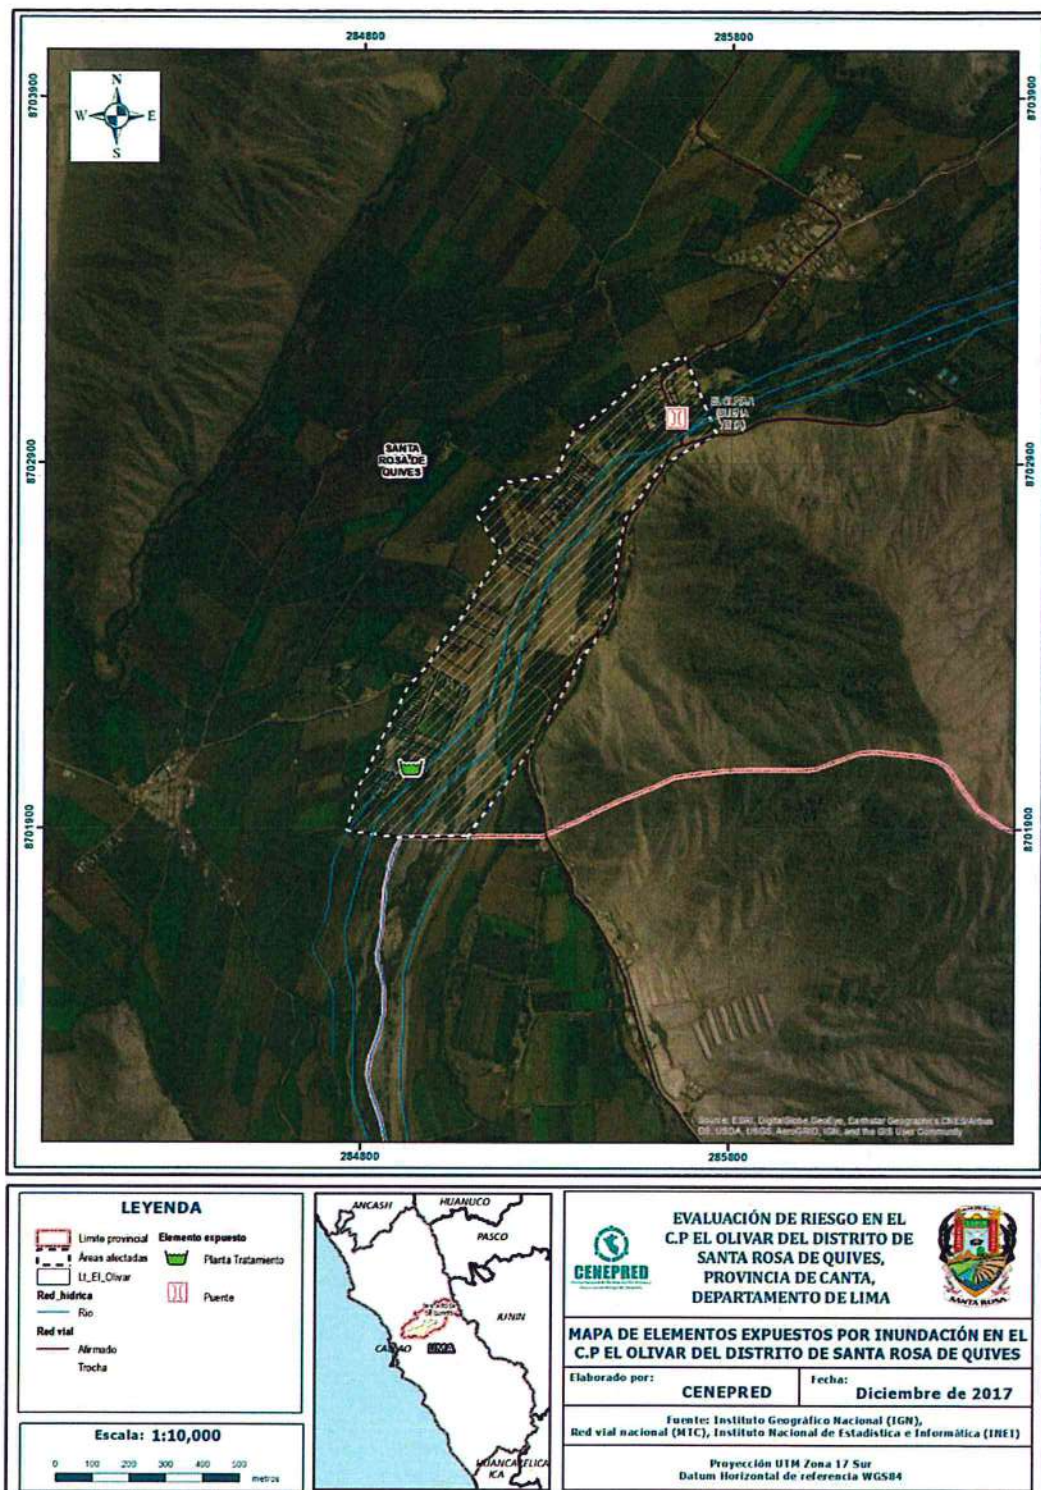 284800
285800
8703900
8703900
N
W E
S
SANTA
ROSA DE
QUIVES
8702900
8702900
8701900
8701900
Source: ESRI, DigitalGlobe, GeoEye, Earthstar Geographics, CNES/Airbus
DS, USDA, USGS, AeroGRID, IGN, and the GIS User Community
284800
285800
LEYENDA
Limite provincial
Áreas afectadas
Lt_El_Olivar
Red_hidrica
Rio
Red vial
Afirmado
Trocha
Elemento expuesto
Planta Tratamiento
Puente
Escala: 1:10,000
0 100 200 300 400 500
metros
ANCASH
HUANUCO
PASCO
JUNIN
CALLAO
LIMA
HUANCAVELICA
ICA
CENEPRED
EVALUACIÓN DE RIESGO EN EL
C.P EL OLIVAR DEL DISTRITO DE
SANTA ROSA DE QUIVES,
PROVINCIA DE CANTA,
DEPARTAMENTO DE LIMA
SANTA ROSA
MAPA DE ELEMENTOS EXPUESTOS POR INUNDACIÓN EN EL
C.P EL OLIVAR DEL DISTRITO DE SANTA ROSA DE QUIVES
Elaborado por:
CENEPRED
Fecha:
Diciembre de 2017
Fuente: Instituto Geográfico Nacional (IGN),
Red vial nacional (MTC), Instituto Nacional de Estadistica e Informática (INEI)
Proyección UTM Zona 17 Sur
Datum Horizontal de referencia WGS84